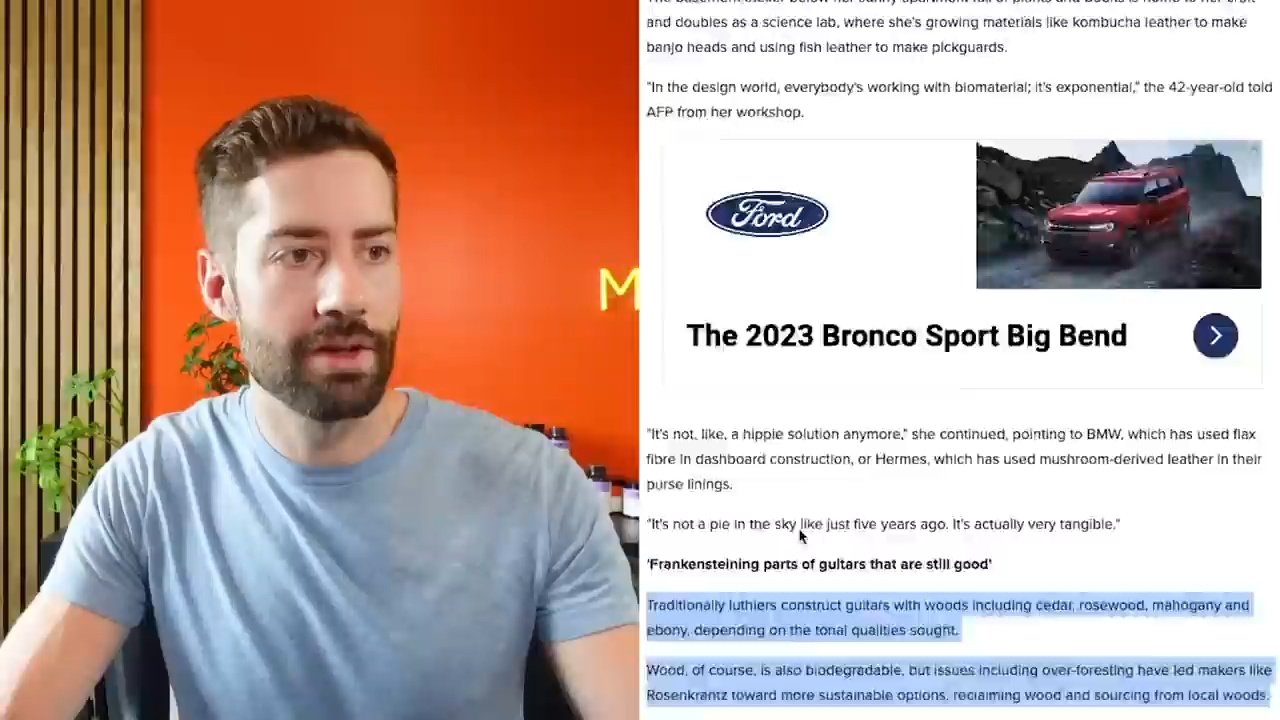 and doubles as a science lab, where she's growing materials like kombucha leather to make
banjo heads and using fish leather to make pickguards.
"In the design world, everybody's working with biomaterial; it's exponential," the 42-year-old told
AFP from her workshop.
Ford
The 2023 Bronco Sport Big Bend
M
"It's not, like, a hippie solution anymore," she continued, pointing to BMW, which has used flax
fibre in dashboard construction, or Hermes, which has used mushroom-derived leather in their
purse linings.
"It's not a pie in the sky like just five years ago. It's actually very tangible."
'Frankensteining parts of guitars that are still good'
Traditionally luthiers construct guitars with woods including cedar, rosewood, mahogany and
ebony, depending on the tonal qualities sought.
Wood, of course, is also biodegradable, but issues including over-foresting have led makers like
Rosenkrantz toward more sustainable options, reclaiming wood and sourcing from local woods.